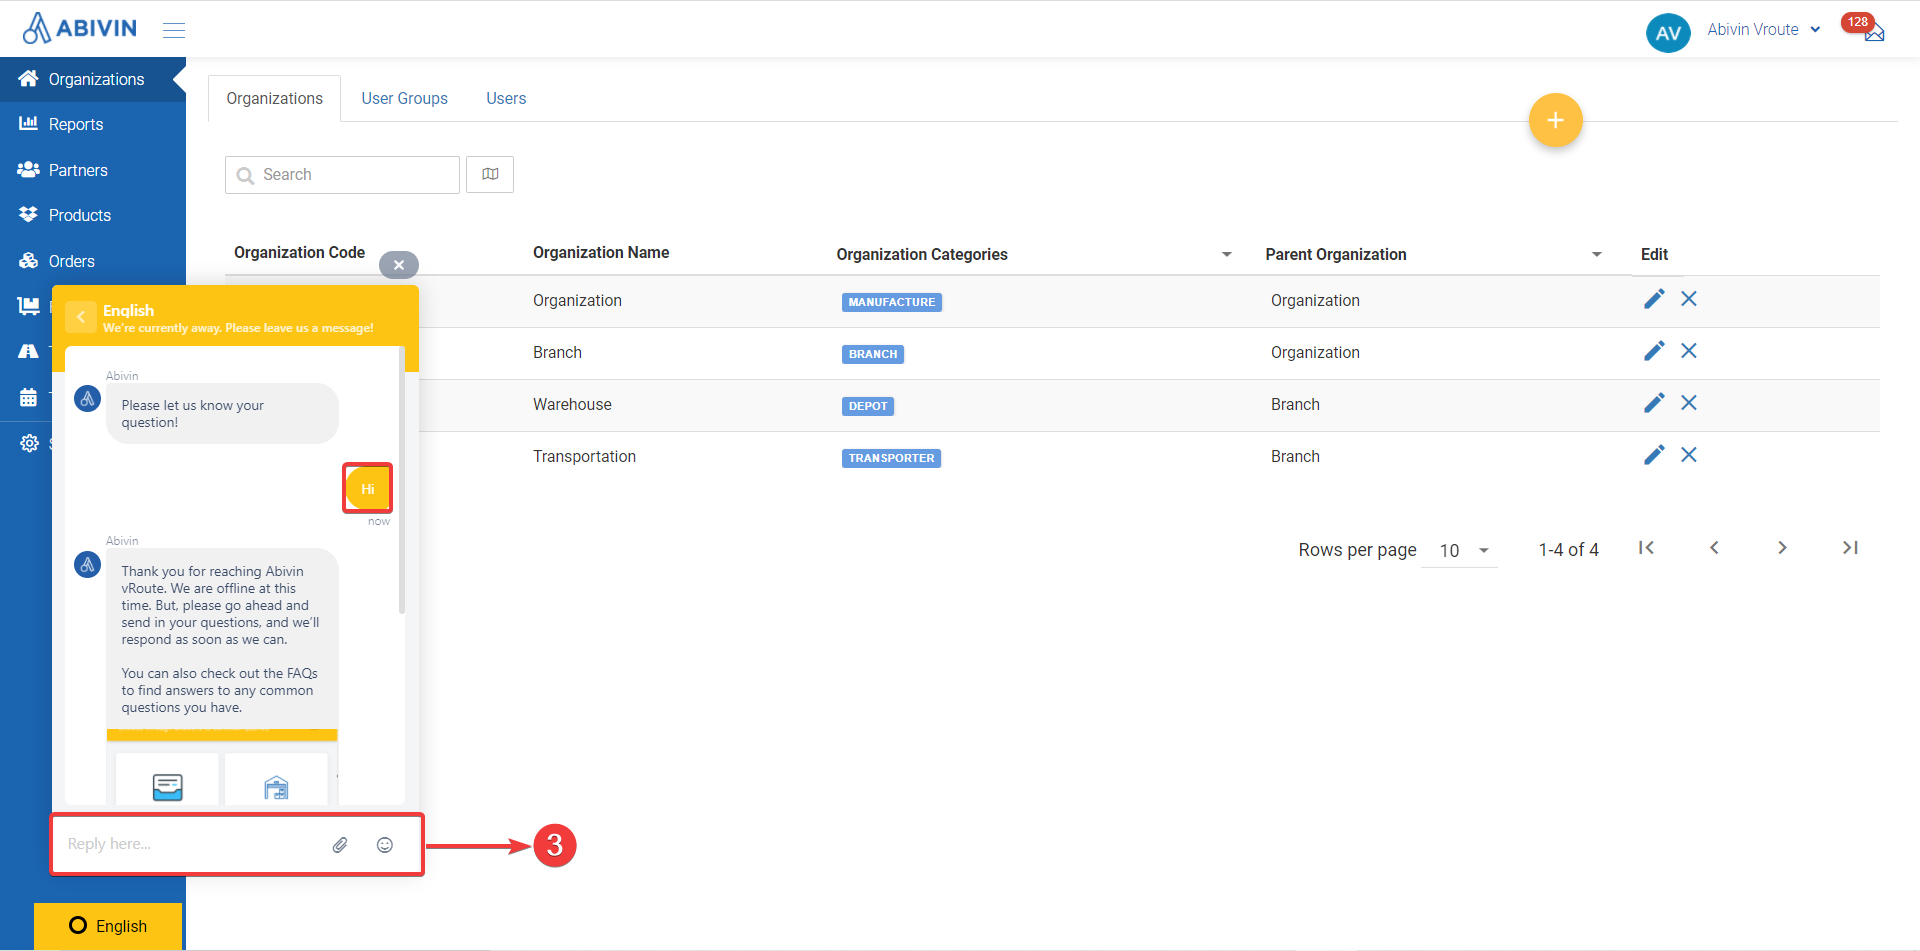 ABIVIN
AV
Abivin Vroute
128
Organizations
Reports
Partners
Products
Orders
Organizations
User Groups
Users
+
Search
Organization Code
Organization Name
Organization Categories
Parent Organization
Edit
Organization
MANUFACTURE
Organization
Branch
BRANCH
Organization
Warehouse
DEPOT
Branch
Transportation
TRANSPORTER
Branch
Rows per page
10
1-4 of 4
English
We're currently away. Please leave us a message!
Abivin
Please let us know your
question!
Hi
now
Abivin
Thank you for reaching Abivin
vRoute. We are offline at this
time. But, please go ahead and
send in your questions, and we'll
respond as soon as we can.
You can also check out the FAQs
to find answers to any common
questions you have.
Reply here...
3
English